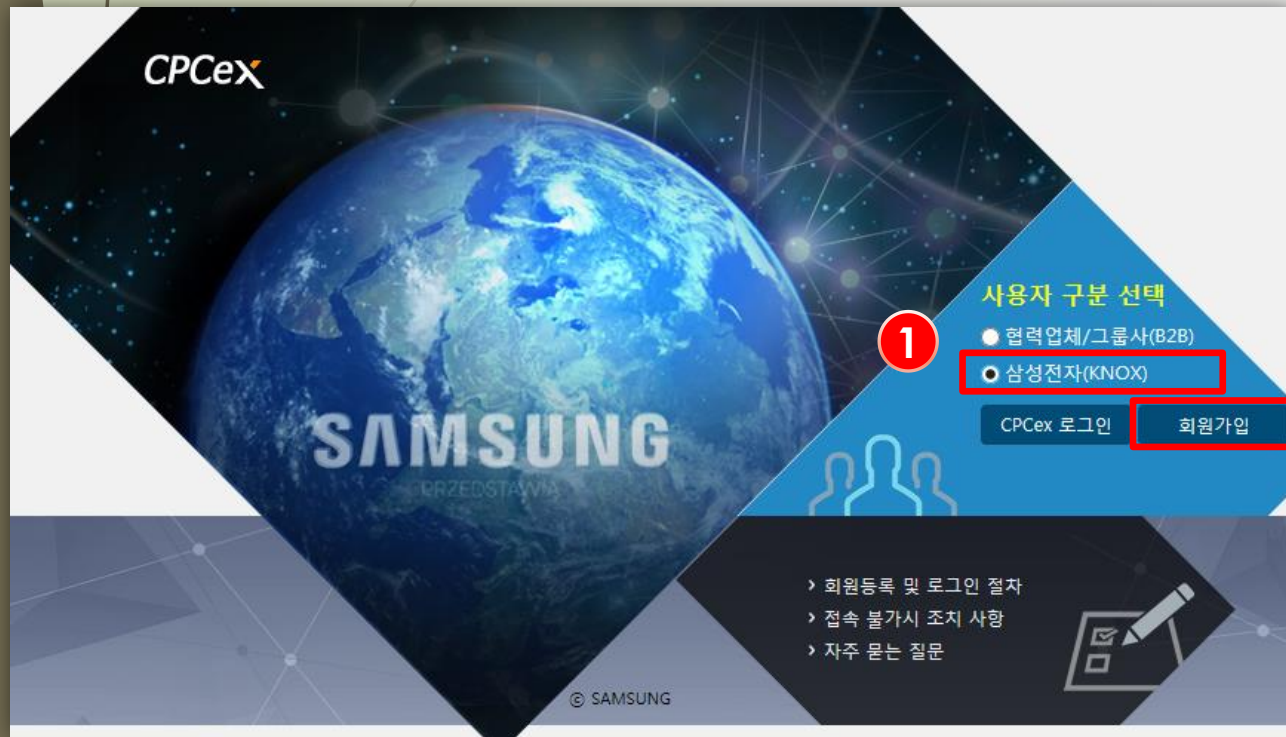 CPCex
사용자 구분 선택
1
협력업체/그룹사(B2B)
삼성전자(KNOX)
CPCex 로그인
회원가입
SAMSUNG
PRZEDSTAWIA
> 회원등록 및 로그인 절차
> 접속 불가시 조치 사항
> 자주 묻는 질문
ⓒ SAMSUNG